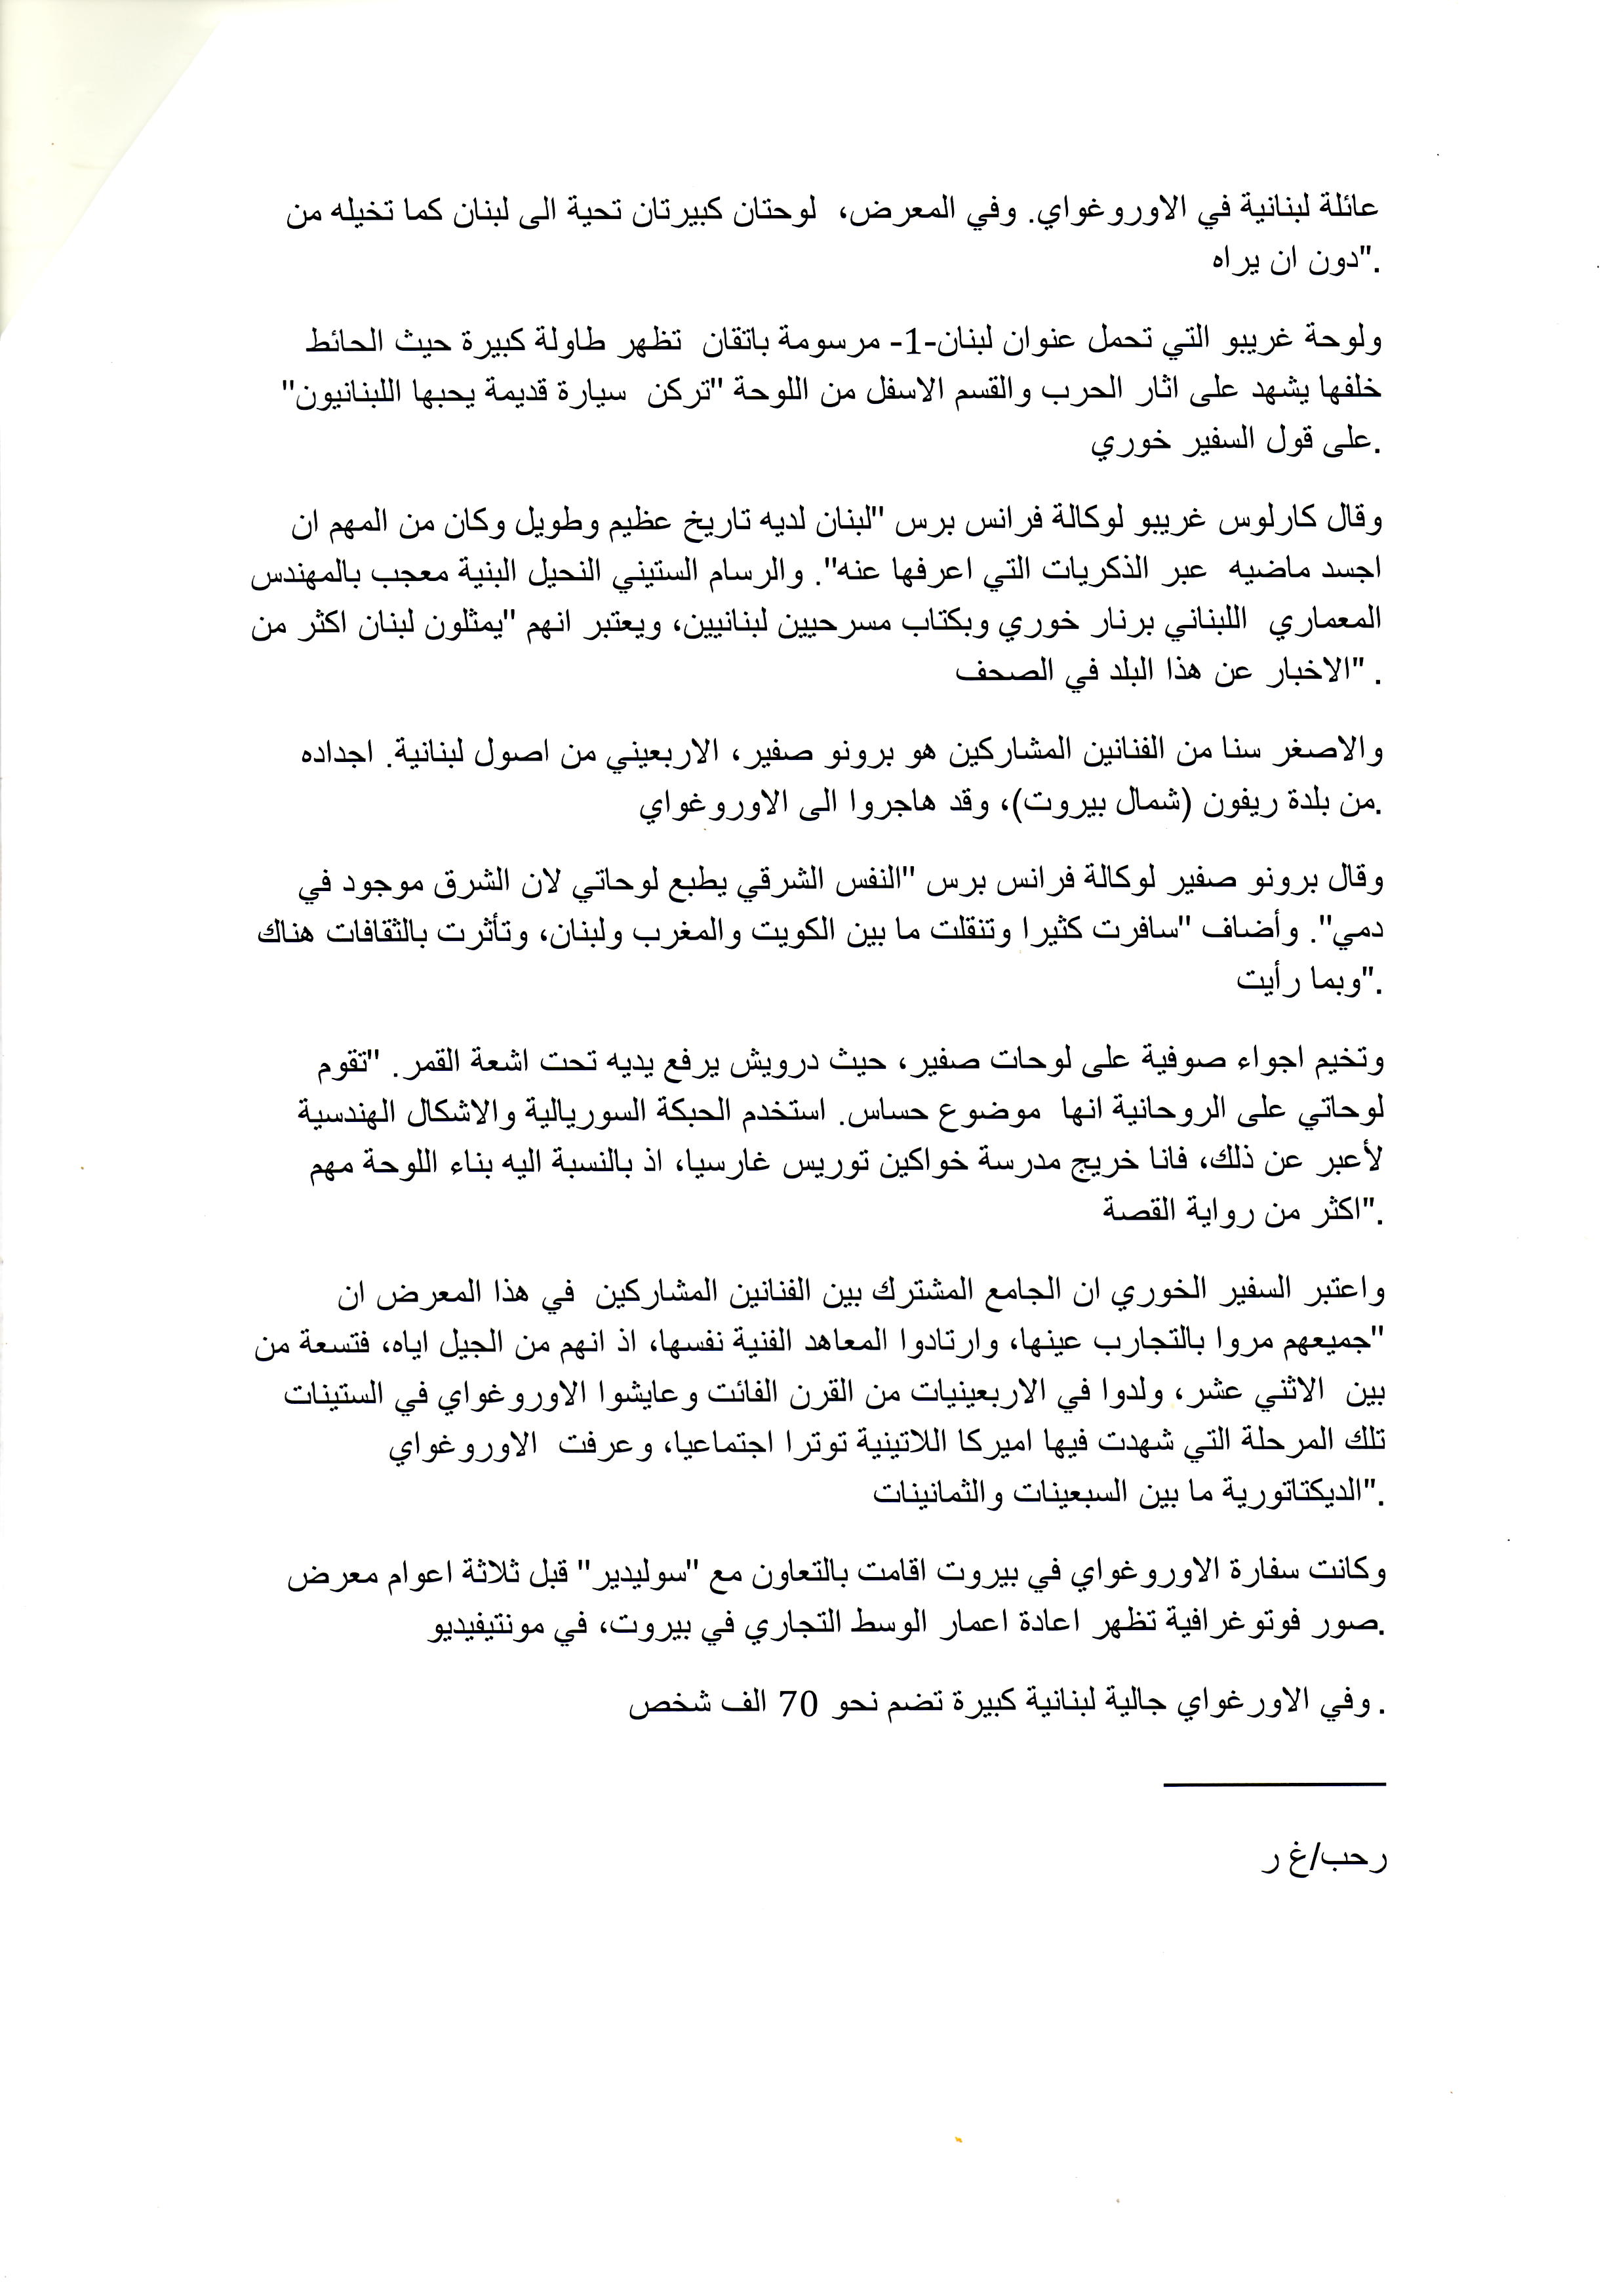 عائلة لبنانية في الاوروغواي. وفي المعرض، لوحتان كبيرتان تحية الى لبنان كما تخيله من
."دون ان يراه
ولوحة غريبو التي تحمل عنوان لبنان-1- مرسومة باتقان تظهر طاولة كبيرة حيث الحائط
خلفها يشهد على اثار الحرب والقسم الاسفل من اللوحة "تركن سيارة قديمة يحبها اللبنانيون"
.على قول السفير خوري
وقال كارلوس غريبو لوكالة فرانس برس "لبنان لديه تاريخ عظيم وطويل وكان من المهم ان
اجسد ماضيه عبر الذكريات التي اعرفها عنه". والرسام الستيني النحيل البنية معجب بالمهندس
المعماري اللبناني برنار خوري وبكتاب مسرحيين لبنانيين، ويعتبر انهم "يمثلون لبنان اكثر من
. "الاخبار عن هذا البلد في الصحف
والاصغر سنا من الفنانين المشاركين هو برونو صفير، الاربعيني من اصول لبنانية. اجداده
.من بلدة ريفون (شمال بيروت)، وقد هاجروا الى الاوروغواي
وقال برونو صفير لوكالة فرانس برس "النفس الشرقي يطبع لوحاتي لان الشرق موجود في
دمي". وأضاف "سافرت كثيرا وتنقلت ما بين الكويت والمغرب ولبنان، وتأثرت بالثقافات هناك
."وبما رأيت
وتخيم اجواء صوفية على لوحات صفير، حيث درويش يرفع يديه تحت اشعة القمر. "تقوم
لوحاتي على الروحانية انها موضوع حساس. استخدم الحبكة السوريالية والاشكال الهندسية
لأعبر عن ذلك، فانا خريج مدرسة خواكين توريس غارسيا، اذ بالنسبة اليه بناء اللوحة مهم
."اكثر من رواية القصة
واعتبر السفير الخوري ان الجامع المشترك بين الفنانين المشاركين في هذا المعرض ان
"جميعهم مروا بالتجارب عينها، وارتادوا المعاهد الفنية نفسها، اذ انهم من الجيل اياه، فتسعة من
بين الاثني عشر، ولدوا في الاربعينيات من القرن الفائت وعايشوا الاوروغواي في الستينات
تلك المرحلة التي شهدت فيها اميركا اللاتينية توترا اجتماعيا، وعرفت الاوروغواي
."الديكتاتورية ما بين السبعينات والثمانينات
وكانت سفارة الاوروغواي في بيروت اقامت بالتعاون مع "سوليدير" قبل ثلاثة اعوام معرض
.صور فوتوغرافية تظهر اعادة اعمار الوسط التجاري في بيروت، في مونتيفيديو
. وفي الاورغواي جالية لبنانية كبيرة تضم نحو 70 الف شخص
رحب/غ ر